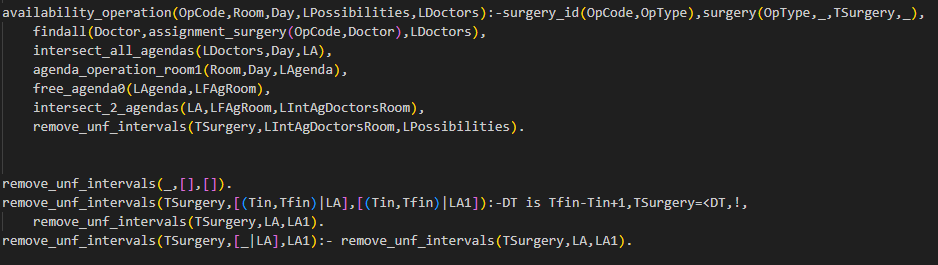 availability_operation(OpCode,Room,Day,LPossibilities,LDoctors):-surgery_id(OpCode,OpType),surgery(OpType,_,TSurgery,_),
    findall(Doctor,assignment_surgery(OpCode,Doctor),LDoctors),
    intersect_all_agendas(LDoctors,Day,LA),
    agenda_operation_room1(Room,Day,LAgenda),
    free_agenda0(LAgenda,LFAgRoom),
    intersect_2_agendas(LA,LFAgRoom,LIntAgDoctorsRoom),
    remove_unf_intervals(TSurgery,LIntAgDoctorsRoom,LPossibilities).
remove_unf_intervals(_,[],[]).
remove_unf_intervals(TSurgery,[(Tin,Tfin)|LA],[(Tin,Tfin)|LA1]):-DT is Tfin-Tin+1,TSurgery=<DT,!,
    remove_unf_intervals(TSurgery,LA,LA1).
remove_unf_intervals(TSurgery,[_|LA],LA1):- remove_unf_intervals(TSurgery,LA,LA1).